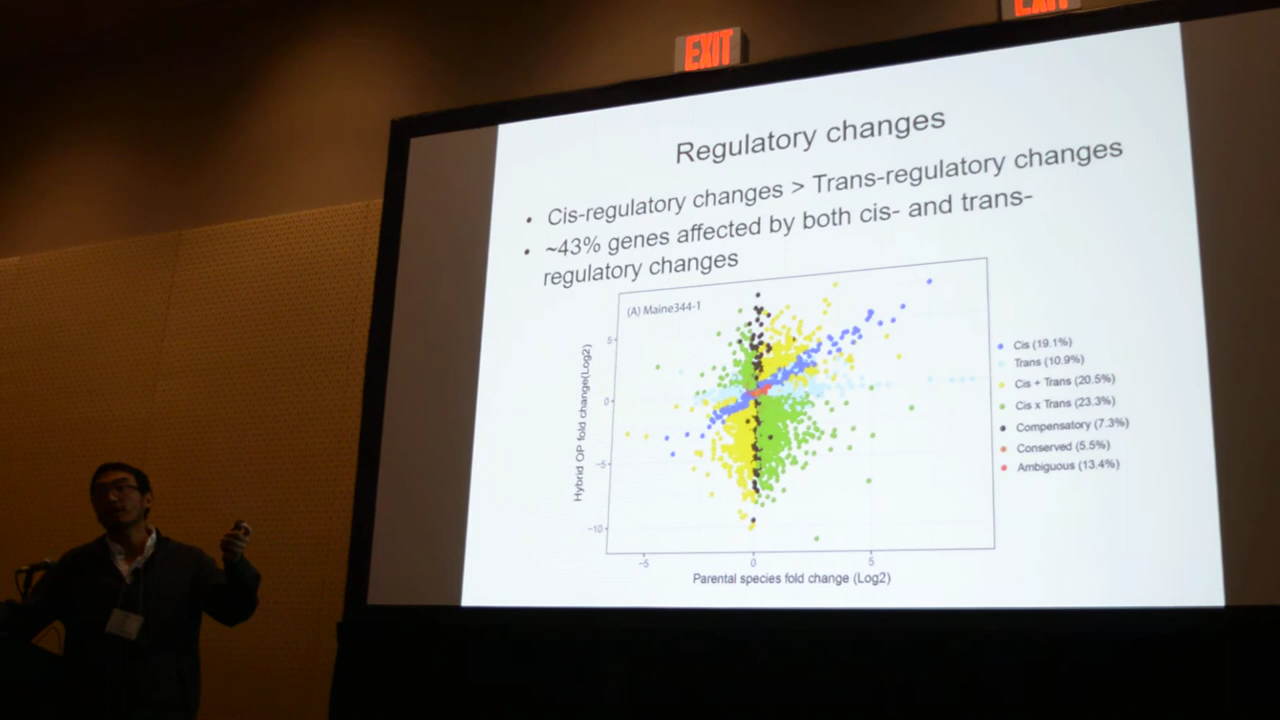 EXIT
EXIT
Regulatory changes
• Cis-regulatory changes > Trans-regulatory changes
• ~43% genes affected by both cis- and trans-
regulatory changes
(A) Maine344-1
Hybrid OP fold change(Log2)
5
0
−5
−10
−5
0
5
Parental species fold change (Log2)
Cis (19.1%)
Trans (10.9%)
Cis + Trans (20.5%)
Cis x Trans (23.3%)
Compensatory (7.3%)
Conserved (5.5%)
Ambiguous (13.4%)